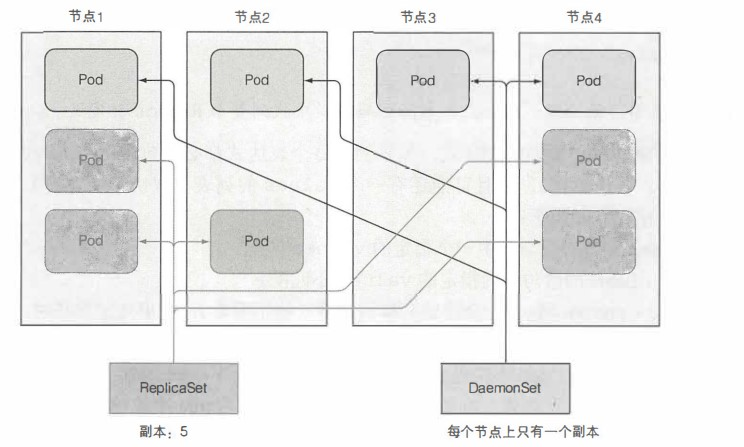 节点1 节点2 节点3 节点4
Pod Pod Pod Pod
Pod Pod
Pod Pod Pod
ReplicaSet DaemonSet
副本：5 每个节点上只有一个副本